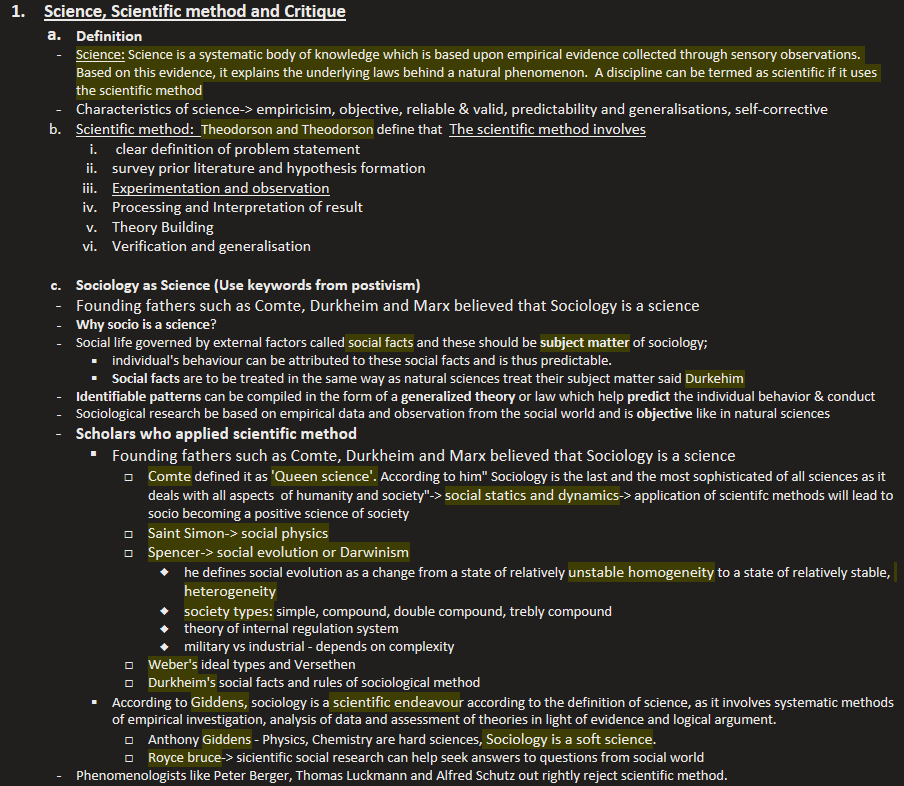 1. Science, Scientific method and Critique
a. Definition
- Science: Science is a systematic body of knowledge which is based upon empirical evidence collected through sensory observations.
Based on this evidence, it explains the underlying laws behind a natural phenomenon. A discipline can be termed as scientific if it uses
the scientific method
- Characteristics of science-> empiricisim, objective, reliable & valid, predictability and generalisations, self-corrective
b. Scientific method: Theodorson and Theodorson define that The scientific method involves
i. clear definition of problem statement
ii. survey prior literature and hypothesis formation
iii. Experimentation and observation
iv. Processing and Interpretation of result
v. Theory Building
vi. Verification and generalisation
c. Sociology as Science (Use keywords from postivism)
- Founding fathers such as Comte, Durkheim and Marx believed that Sociology is a science
- Why socio is a science?
- Social life governed by external factors called social facts and these should be subject matter of sociology;
▪ individual's behaviour can be attributed to these social facts and is thus predictable.
▪ Social facts are to be treated in the same way as natural sciences treat their subject matter said Durkehim
- Identifiable patterns can be compiled in the form of a generalized theory or law which help predict the individual behavior & conduct
- Sociological research be based on empirical data and observation from the social world and is objective like in natural sciences
- Scholars who applied scientific method
▪ Founding fathers such as Comte, Durkheim and Marx believed that Sociology is a science
□ Comte defined it as 'Queen science'. According to him" Sociology is the last and the most sophisticated of all sciences as it
deals with all aspects of humanity and society"-> social statics and dynamics-> application of scientifc methods will lead to
socio becoming a positive science of society
□ Saint Simon-> social physics
□ Spencer-> social evolution or Darwinism
◆ he defines social evolution as a change from a state of relatively unstable homogeneity to a state of relatively stable,
heterogeneity
◆ society types: simple, compound, double compound, trebly compound
◆ theory of internal regulation system
◆ military vs industrial - depends on complexity
□ Weber's ideal types and Versethen
□ Durkheim's social facts and rules of sociological method
▪ According to Giddens, sociology is a scientific endeavour according to the definition of science, as it involves systematic methods
of empirical investigation, analysis of data and assessment of theories in light of evidence and logical argument.
□ Anthony Giddens - Physics, Chemistry are hard sciences, Sociology is a soft science.
□ Royce bruce-> sicientific social research can help seek answers to questions from social world
- Phenomenologists like Peter Berger, Thomas Luckmann and Alfred Schutz out rightly reject scientific method.